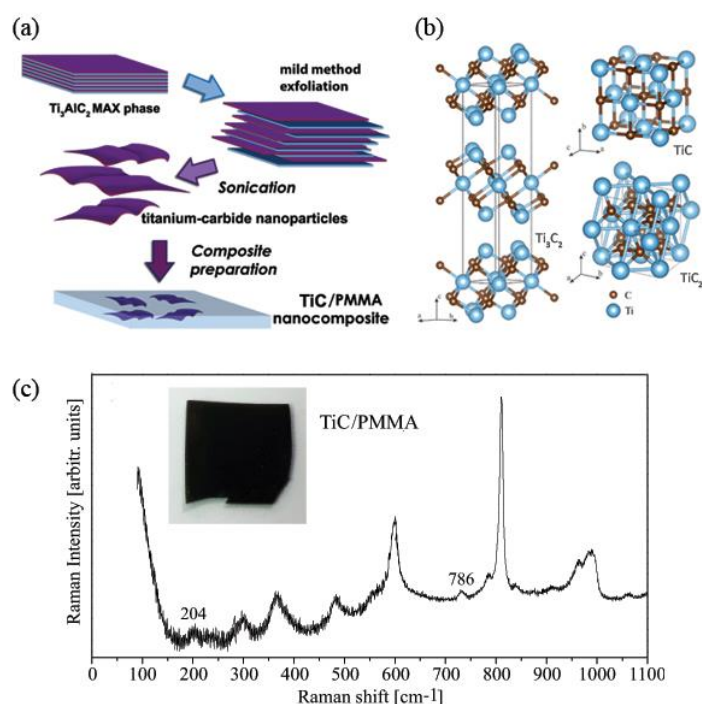 (a)
Ti₃AlC₂ MAX phase
mild method
exfoliation
Sonication
titanium-carbide nanoparticles
Composite
preparation
TiC/PMMA
nanocomposite
(b)
Ti₃C₂
c
a
b
b
c
a
TiC
c
a
b
TiC₂
C
Ti
(c)
Raman Intensity [arbitr. units]
TiC/PMMA
204
786
0 100 200 300 400 500 600 700 800 900 1000 1100
Raman shift [cm-¹]